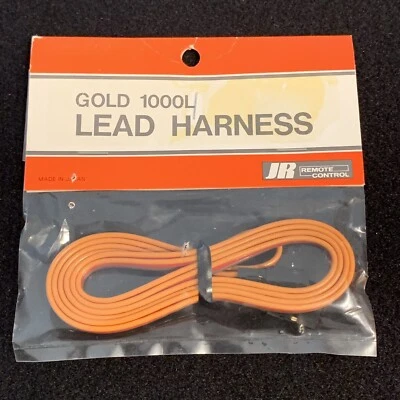 GOLD 1000L
LEAD HARNESS
MADE IN JAPAN
JR REMOTE
CONTROL